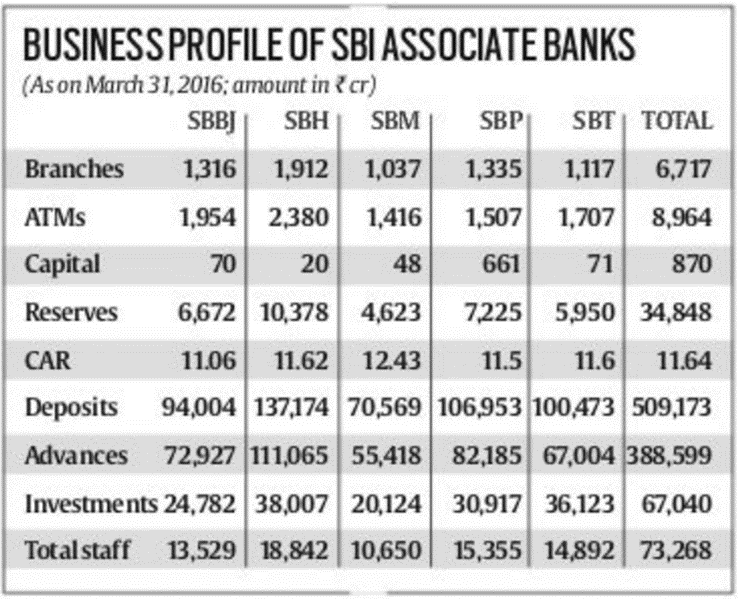 BUSINESS PROFILE OF SBI ASSOCIATE BANKS
(As on March 31, 2016; amount in ₹ cr)
SBBJ SBH SBM SBP SBT TOTAL
Branches 1,316 1,912 1,037 1,335 1,117 6,717
ATMs 1,954 2,380 1,416 1,507 1,707 8,964
Capital 70 20 48 661 71 870
Reserves 6,672 10,378 4,623 7,225 5,950 34,848
CAR 11.06 11.62 12.43 11.5 11.6 11.64
Deposits 94,004 137,174 70,569 106,953 100,473 509,173
Advances 72,927 111,065 55,418 82,185 67,004 388,599
Investments 24,782 38,007 20,124 30,917 36,123 67,040
Total staff 13,529 18,842 10,650 15,355 14,892 73,268